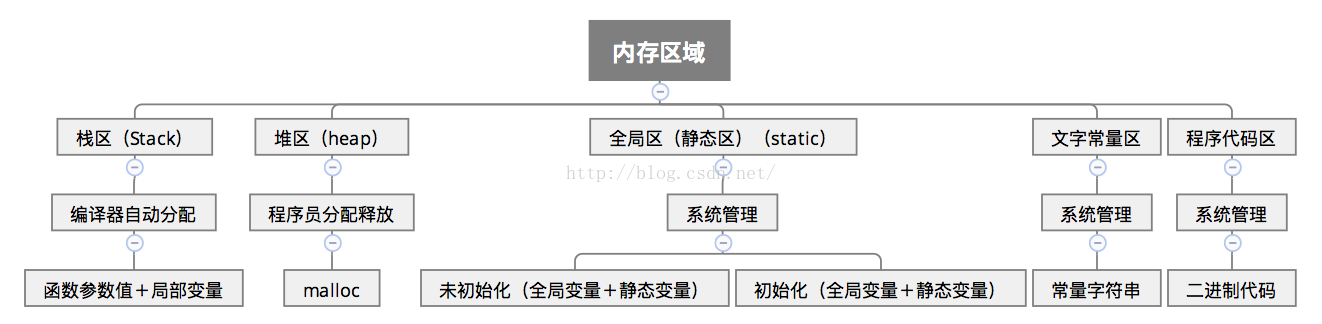 内存区域
栈区（Stack）
堆区（heap）
全局区（静态区）（static）
文字常量区
程序代码区
http://blog.csdn.net/
编译器自动分配
程序员分配释放
系统管理
系统管理
系统管理
函数参数值＋局部变量
malloc
未初始化（全局变量＋静态变量）
初始化（全局变量＋静态变量）
常量字符串
二进制代码